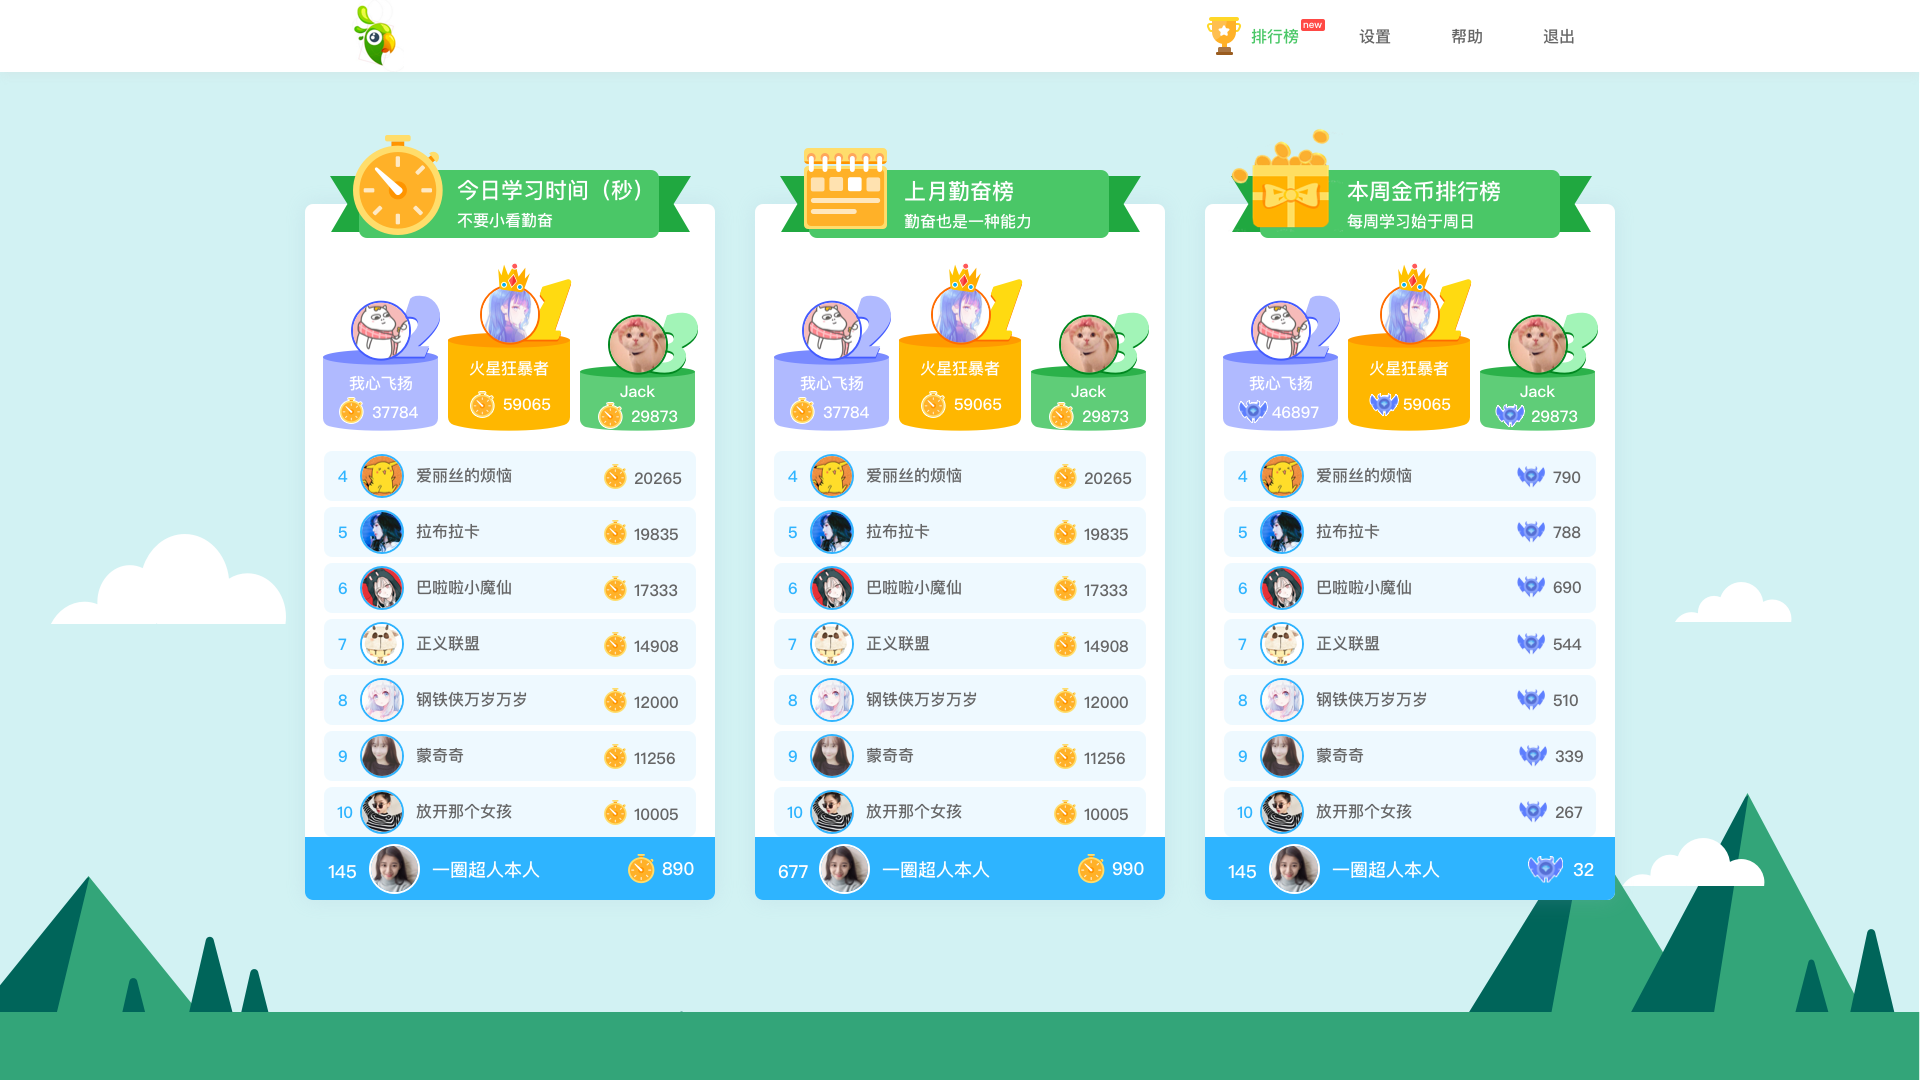 排行榜 new 设置 帮助 退出
今日学习时间（秒）
不要小看勤奋
2
1
3
我心飞扬
37784
火星狂暴者
59065
Jack
29873
4 爱丽丝的烦恼 20265
5 拉布拉卡 19835
6 巴啦啦小魔仙 17333
7 正义联盟 14908
8 钢铁侠万岁万岁 12000
9 蒙奇奇 11256
10 放开那个女孩 10005
145 一圈超人本人 890
上月勤奋榜
勤奋也是一种能力
2
1
3
我心飞扬
37784
火星狂暴者
59065
Jack
29873
4 爱丽丝的烦恼 20265
5 拉布拉卡 19835
6 巴啦啦小魔仙 17333
7 正义联盟 14908
8 钢铁侠万岁万岁 12000
9 蒙奇奇 11256
10 放开那个女孩 10005
677 一圈超人本人 990
本周金币排行榜
每周学习始于周日
2
1
3
我心飞扬
46897
火星狂暴者
59065
Jack
29873
4 爱丽丝的烦恼 790
5 拉布拉卡 788
6 巴啦啦小魔仙 690
7 正义联盟 544
8 钢铁侠万岁万岁 510
9 蒙奇奇 339
10 放开那个女孩 267
145 一圈超人本人 32